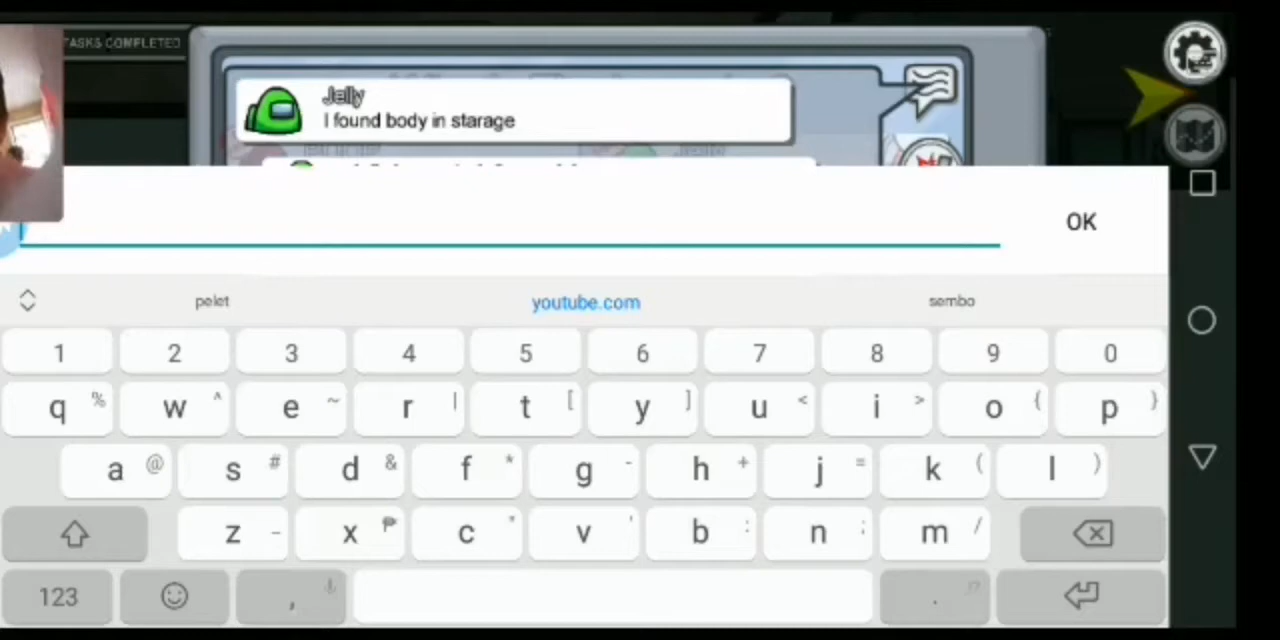 TASKS COMPLETED
Jelly
I found body in starage
OK
pelet youtube.com sembo
1 2 3 4 5 6 7 8 9 0
q % w ^ e ~ r | t [ y ] u < i > o { p }
a @ s # d & f * g - h + j = k ( l )
z _ x ₱ c " v ' b : n ; m /
123 , . !?